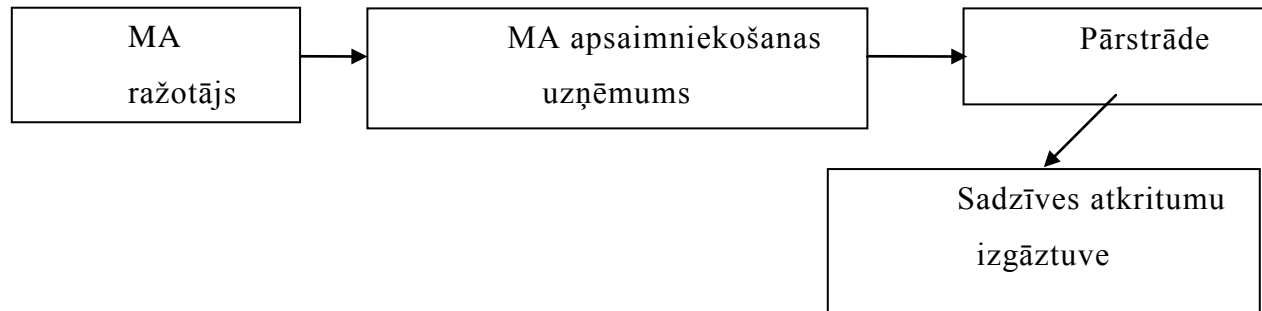 MA
ražotājs
MA apsaimniekošanas
uzņēmums
Pārstrāde
Sadzīves atkritumu
izgāztuve